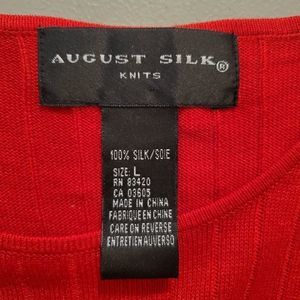 AUGUST SILK®
KNITS
100% SILK/SOIE
SIZE: L
RN 83420
CA 03605
MADE IN CHINA
FABRIQUE EN CHINE
CARE ON REVERSE
ENTRETIEN AU VERSO